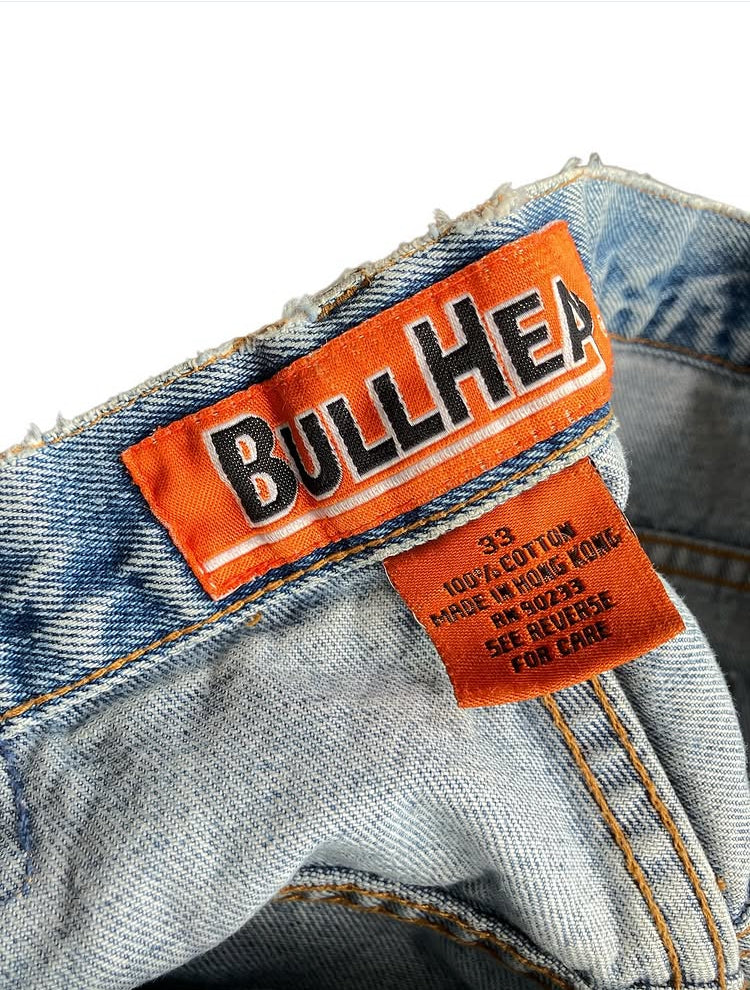 BULLHEA
33
100% COTTON
MADE IN HONG KONG
RN 90233
SEE REVERSE
FOR CARE